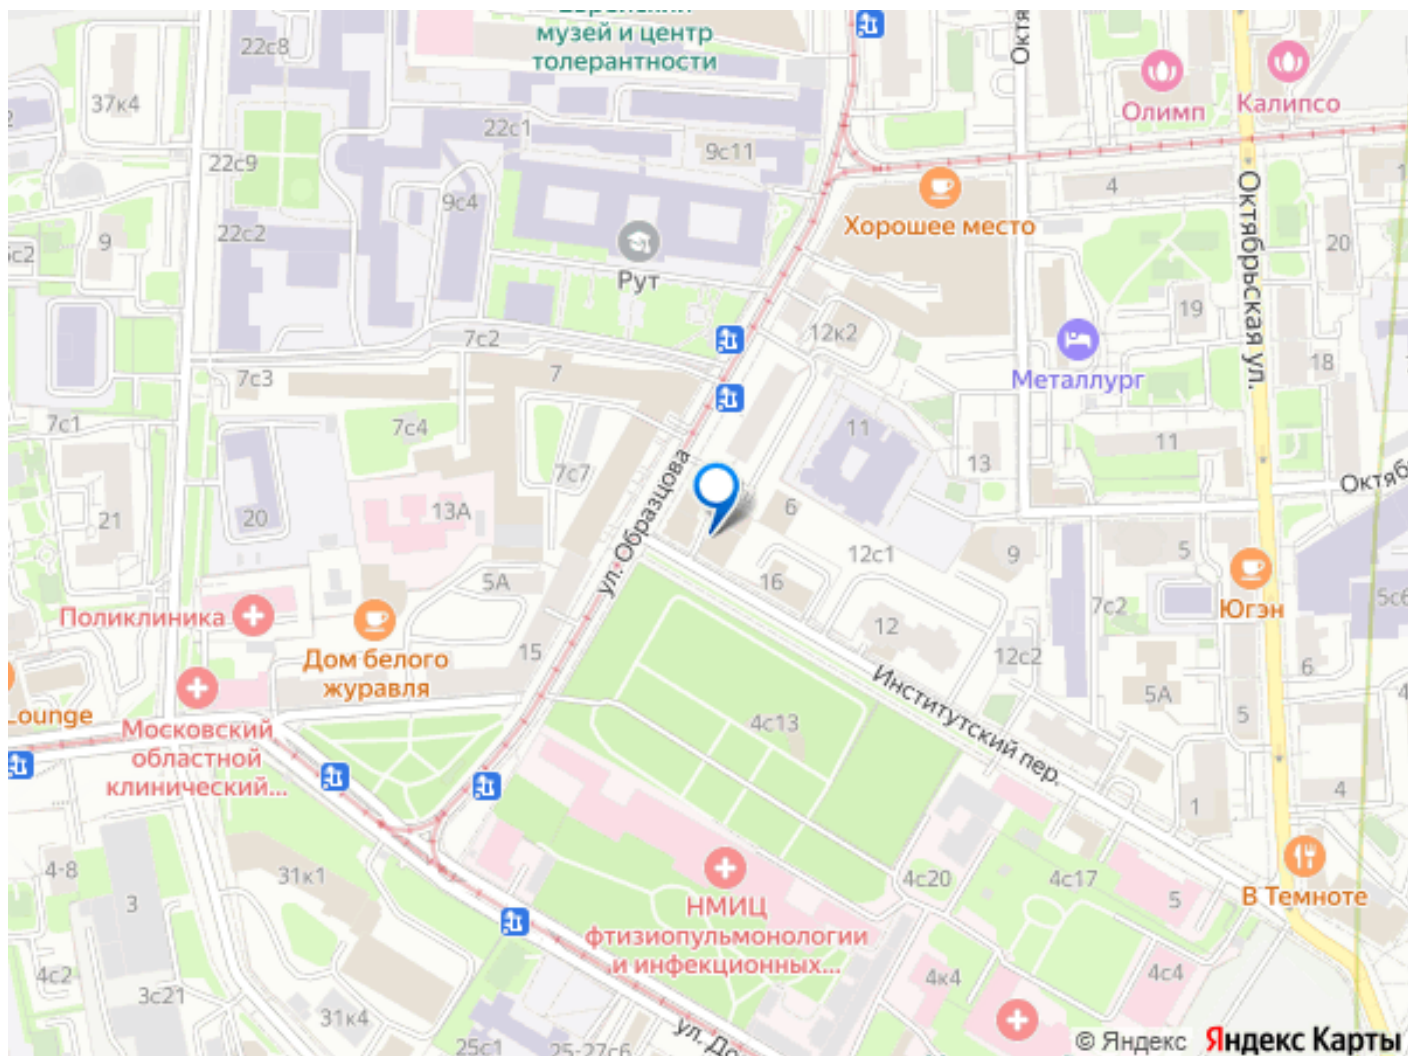 музей и центр
толерантности
22с8
37к4
22с1
9с11
22с9
9с4
22с2
9
Рут
Олимп
Калипсо
Хорошее место
4
Октябрьская ул.
20
19
18
12к2
Металлург
7с2
7с3
7
7с1
7с4
7с7
11
11
13
21
20
13А
ул. Образцова
6
12с1
9
5
16
5А
Поликлиника
Дом белого
журавля
15
12
12с2
7с2
Югэн
6
5А
5
Lounge
Московский
областной
клинический...
4с13
Институтский пер.
1
4
4-8
3
31к1
4с20
4с17
5
В Темноте
НМИЦ
фтизиопульмонологии
и инфекционных...
4с2
3с21
31к4
4к4
4с4
25с1
25-27с6
ул. До
© Яндекс Яндекс Карты